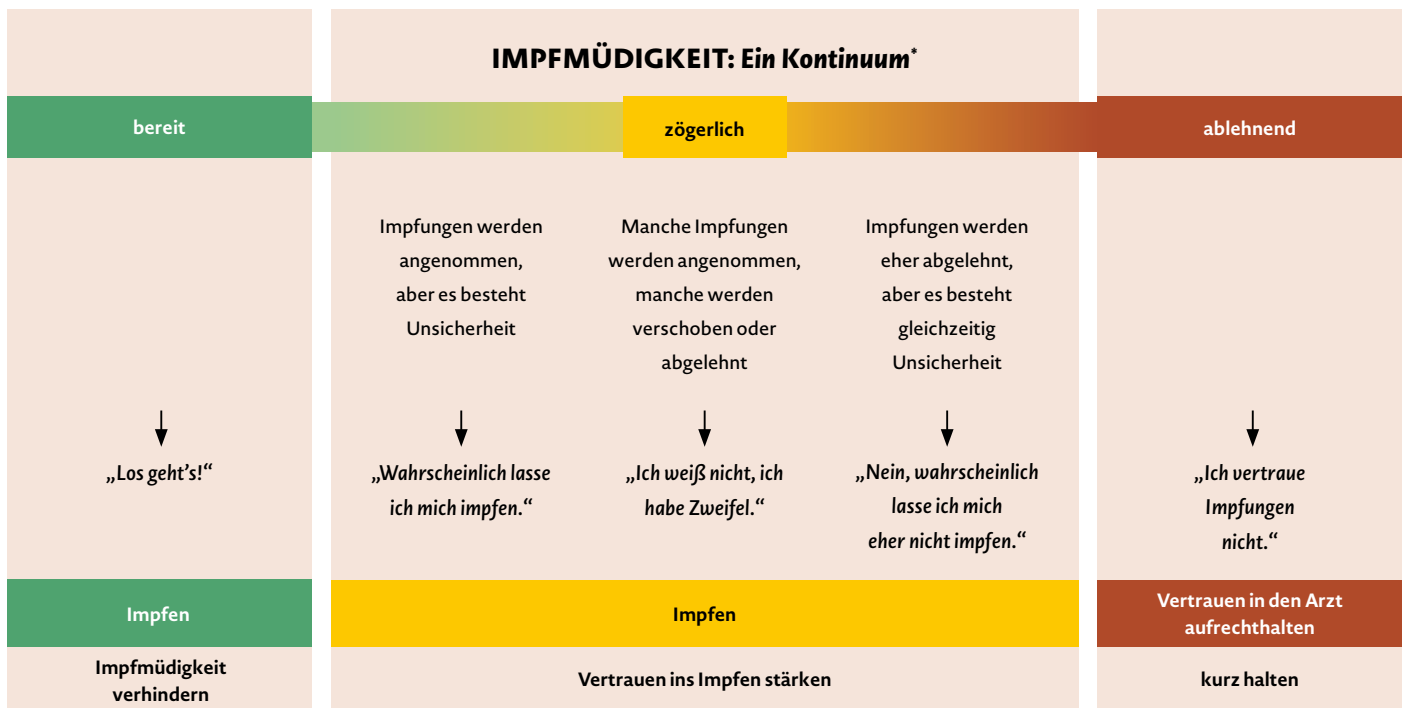 IMPFMÜDIGKEIT: Ein Kontinuum*
bereit
zögerlich
ablehnend
Impfungen werden
angenommen,
aber es besteht
Unsicherheit
Manche Impfungen
werden angenommen,
manche werden
verschoben oder
abgelehnt
Impfungen werden
eher abgelehnt,
aber es besteht
gleichzeitig
Unsicherheit
„Los geht’s!“
„Wahrscheinlich lasse
ich mich impfen.“
„Ich weiß nicht, ich
habe Zweifel.“
„Nein, wahrscheinlich
lasse ich mich
eher nicht impfen.“
„Ich vertraue
Impfungen
nicht.“
Impfen
Impfen
Vertrauen in den Arzt
aufrechthalten
Impfmüdigkeit
verhindern
Vertrauen ins Impfen stärken
kurz halten